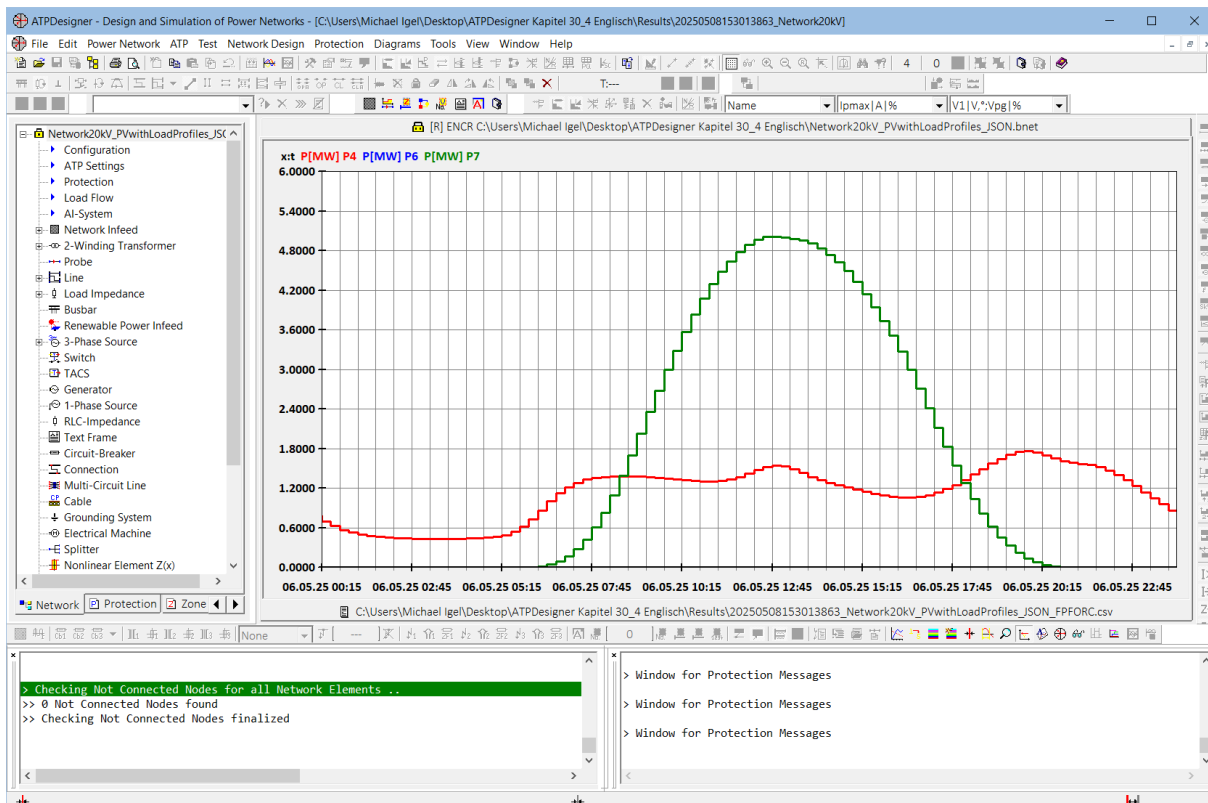 ATPDesigner - Design and Simulation of Power Networks - [C:\Users\Michael Igel\Desktop\ATPDesigner Kapitel 30_4 Englisch\Results\20250508153013863_Network20kV]
File Edit Power Network ATP Test Network Design Protection Diagrams Tools View Window Help
4 0
T:---
Name Ipmax|A|% V1|V,°;Vpg|%
Network20kV_PVwithLoadProfiles_JS(
Configuration
ATP Settings
Protection
Load Flow
AI-System
Network Infeed
2-Winding Transformer
Probe
Line
Load Impedance
Busbar
Renewable Power Infeed
3-Phase Source
Switch
TACS
Generator
1-Phase Source
RLC-Impedance
Text Frame
Circuit-Breaker
Connection
Multi-Circuit Line
Cable
Grounding System
Electrical Machine
Splitter
Nonlinear Element Z(x)
Network Protection Zone
[R] ENCR C:\Users\Michael Igel\Desktop\ATPDesigner Kapitel 30_4 Englisch\Network20kV_PVwithLoadProfiles_JSON.bnet
x:t P[MW] P4 P[MW] P6 P[MW] P7
6.0000
5.4000
4.8000
4.2000
3.6000
3.0000
2.4000
1.8000
1.2000
0.6000
0.0000
06.05.25 00:15 06.05.25 02:45 06.05.25 05:15 06.05.25 07:45 06.05.25 10:15 06.05.25 12:45 06.05.25 15:15 06.05.25 17:45 06.05.25 20:15 06.05.25 22:45
C:\Users\Michael Igel\Desktop\ATPDesigner Kapitel 30_4 Englisch\Results\20250508153013863_Network20kV_PVwithLoadProfiles_JSON_FPFORC.csv
None 0
> Checking Not Connected Nodes for all Network Elements ..
>> 0 Not Connected Nodes found
>> Checking Not Connected Nodes finalized
> Window for Protection Messages
> Window for Protection Messages
> Window for Protection Messages